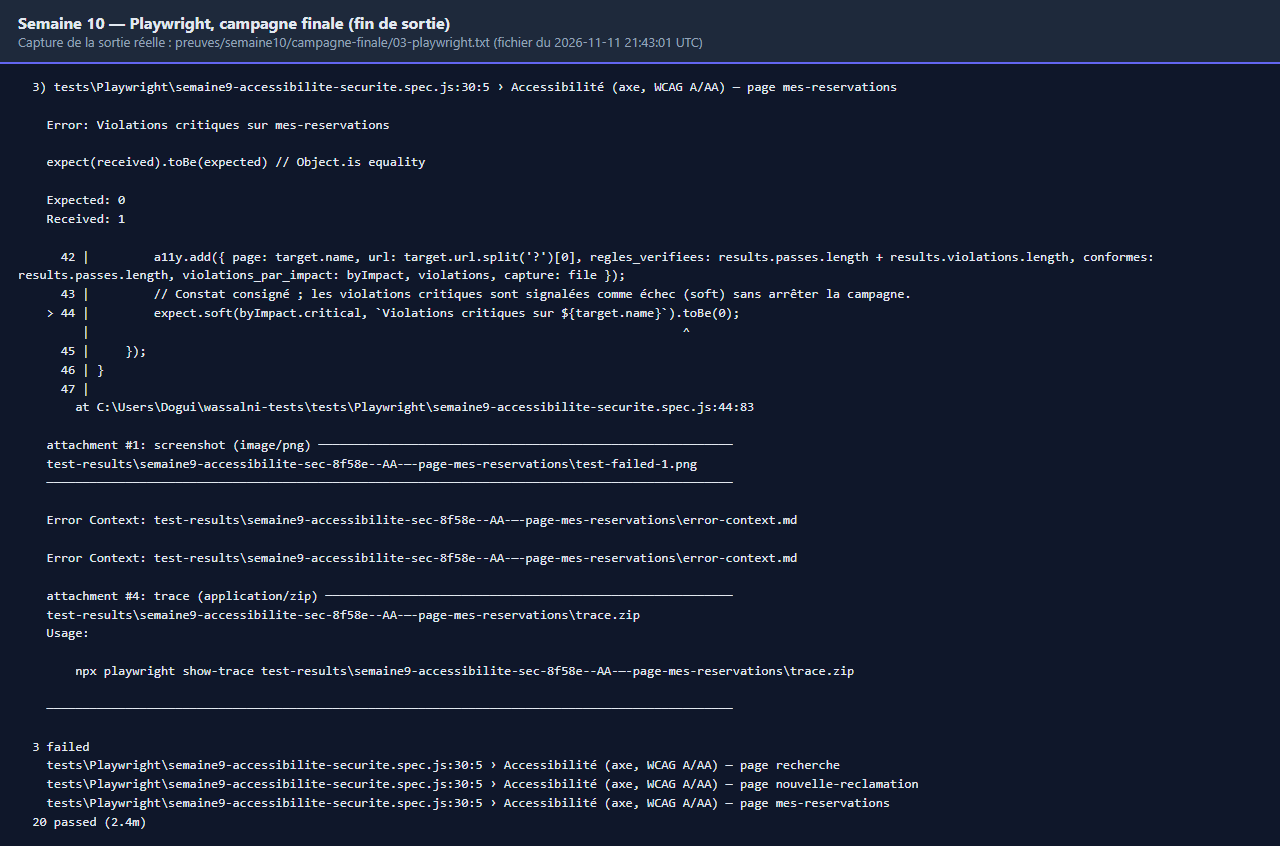 Semaine 10 — Playwright, campagne finale (fin de sortie)
Capture de la sortie réelle : preuves/semaine10/campagne-finale/03-playwright.txt (fichier du 2026-11-11 21:43:01 UTC)
3) tests\Playwright\semaine9-accessibilite-securite.spec.js:30:5 › Accessibilité (axe, WCAG A/AA) — page mes-reservations
Error: Violations critiques sur mes-reservations
expect(received).toBe(expected) // Object.is equality
Expected: 0
Received: 1
42 |         a11y.add({ page: target.name, url: target.url.split('?')[0], regles_verifiees: results.passes.length + results.violations.length, conformes:
results.passes.length, violations_par_impact: byImpact, violations, capture: file });
43 |         // Constat consigné ; les violations critiques sont signalées comme échec (soft) sans arrêter la campagne.
> 44 |         expect.soft(byImpact.critical, `Violations critiques sur ${target.name}`).toBe(0);
|                                                                                   ^
45 |     });
46 | }
47 |
at C:\Users\Dogui\wassalni-tests\tests\Playwright\semaine9-accessibilite-securite.spec.js:44:83
attachment #1: screenshot (image/png) ──────────────────────────────────────────────────────────
test-results\semaine9-accessibilite-sec-8f58e--AA-—-page-mes-reservations\test-failed-1.png
────────────────────────────────────────────────────────────────────────────────────────────────
Error Context: test-results\semaine9-accessibilite-sec-8f58e--AA-—-page-mes-reservations\error-context.md
Error Context: test-results\semaine9-accessibilite-sec-8f58e--AA-—-page-mes-reservations\error-context.md
attachment #4: trace (application/zip) ─────────────────────────────────────────────────────────
test-results\semaine9-accessibilite-sec-8f58e--AA-—-page-mes-reservations\trace.zip
Usage:
npx playwright show-trace test-results\semaine9-accessibilite-sec-8f58e--AA-—-page-mes-reservations\trace.zip
────────────────────────────────────────────────────────────────────────────────────────────────
3 failed
tests\Playwright\semaine9-accessibilite-securite.spec.js:30:5 › Accessibilité (axe, WCAG A/AA) — page recherche
tests\Playwright\semaine9-accessibilite-securite.spec.js:30:5 › Accessibilité (axe, WCAG A/AA) — page nouvelle-reclamation
tests\Playwright\semaine9-accessibilite-securite.spec.js:30:5 › Accessibilité (axe, WCAG A/AA) — page mes-reservations
20 passed (2.4m)